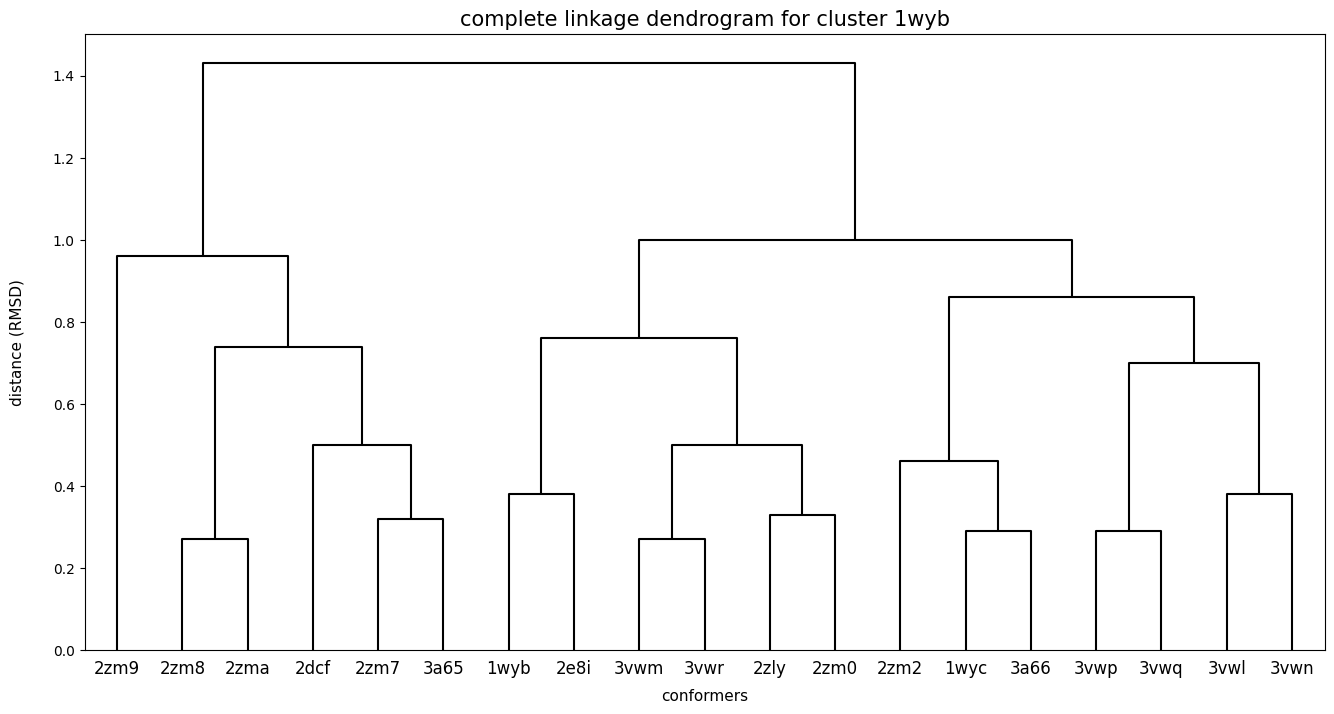 complete linkage dendrogram for cluster 1wyb
1.4
1.2
1.0
0.8
0.6
0.4
0.2
0.0
distance (RMSD)
2zm9 2zm8 2zma 2dcf 2zm7 3a65 1wyb 2e8i 3vwm 3vwr 2zly 2zm0 2zm2 1wyc 3a66 3vwp 3vwq 3vwl 3vwn
conformers